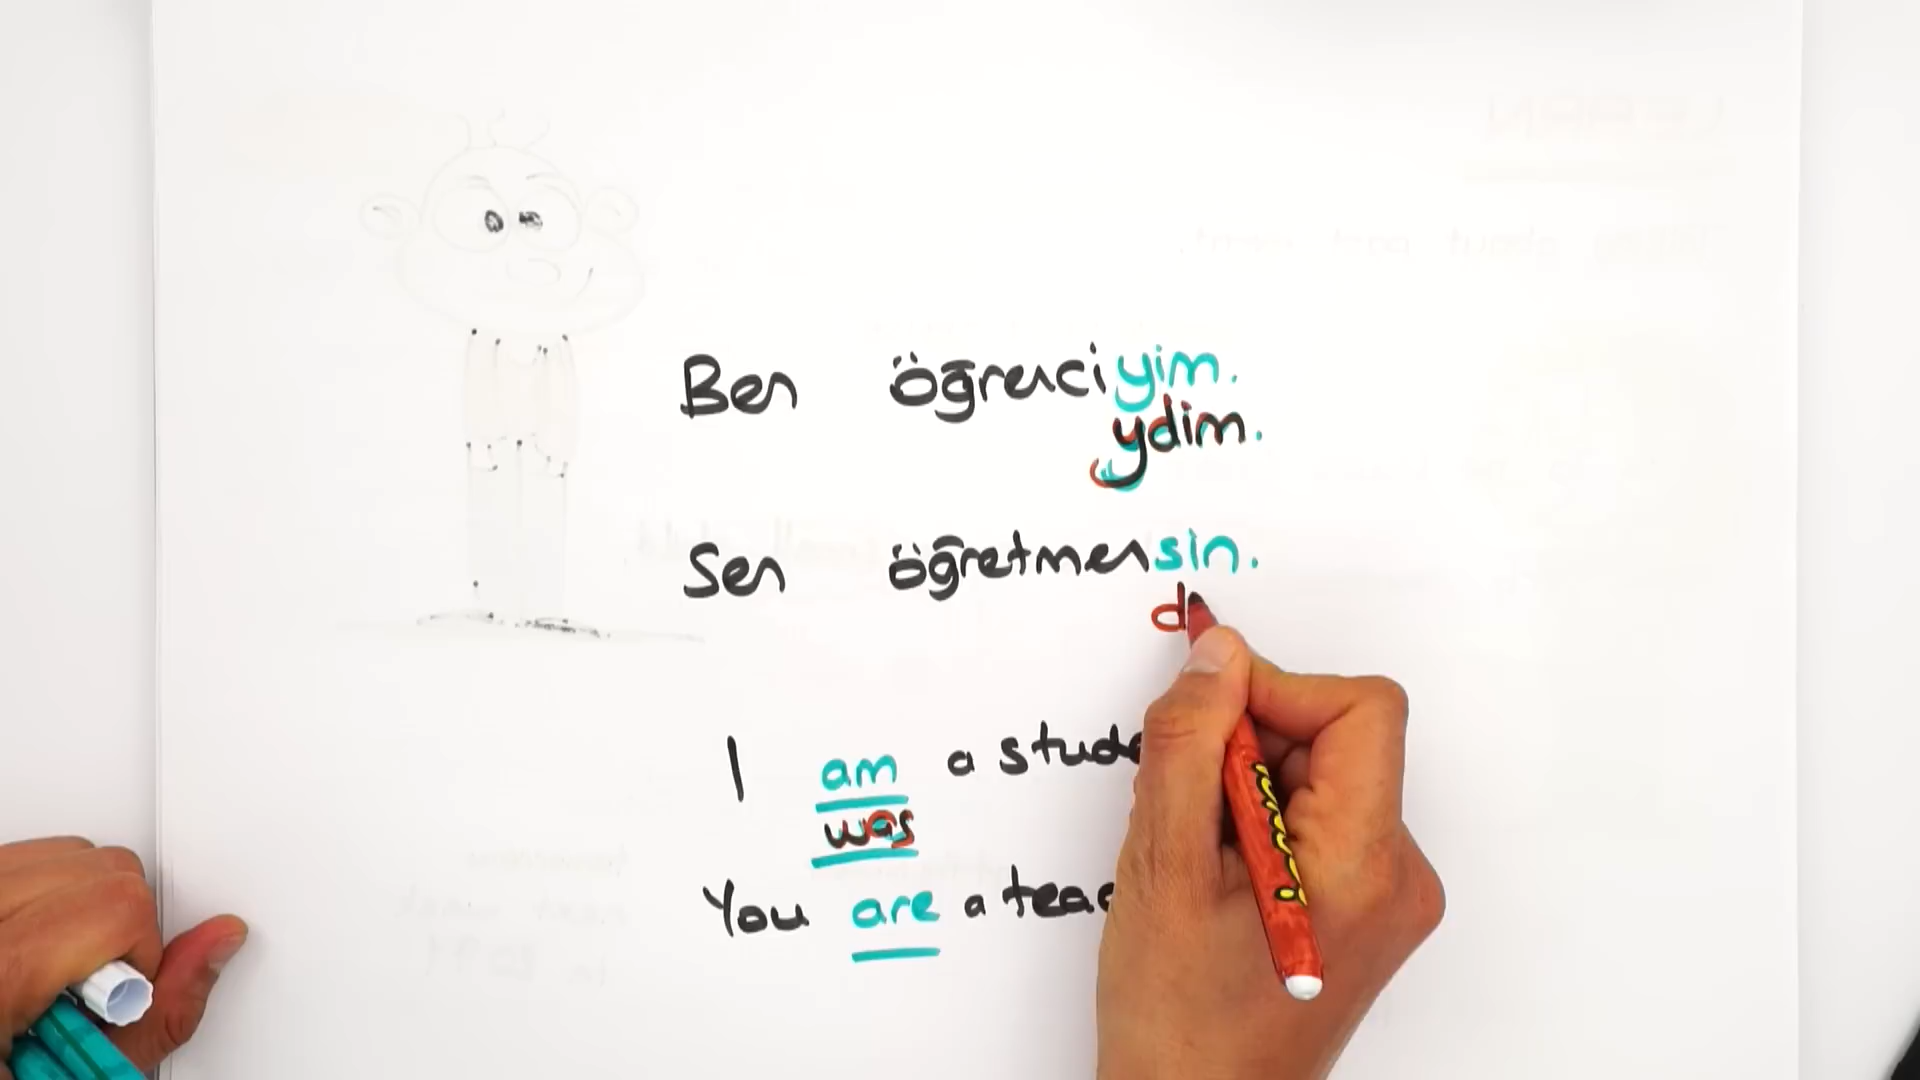 Ben öğrenciyim.
ydim.
Sen öğretmensin.
d
I am a stude
was
You are a teac